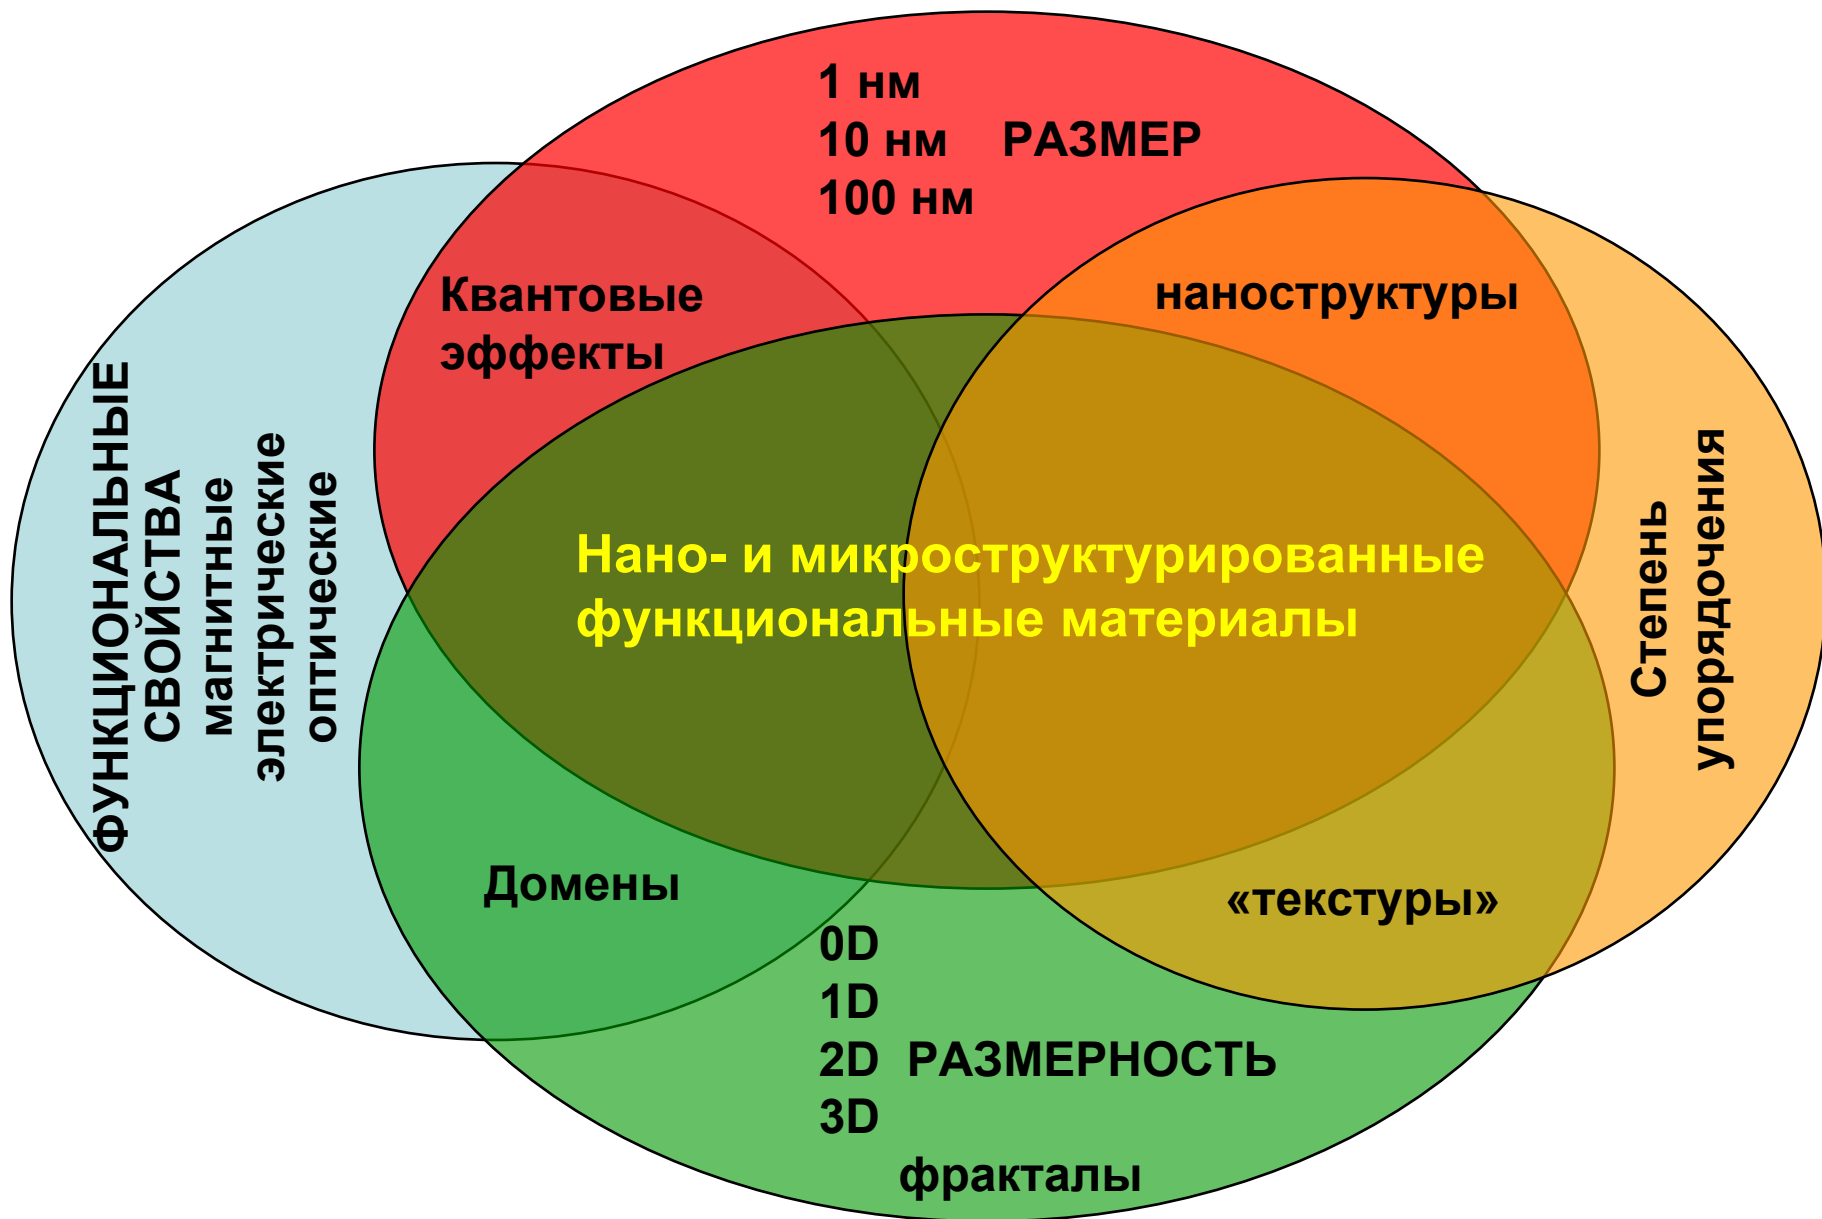 1 нм
10 нм РАЗМЕР
100 нм
Квантовые
эффекты
наноструктуры
ФУНКЦИОНАЛЬНЫЕ
СВОЙСТВА
магнитные
электрические
оптические
Нано- и микроструктурированные
функциональные материалы
Степень
упорядочения
Домены
«текстуры»
0D
1D
2D РАЗМЕРНОСТЬ
3D
фракталы